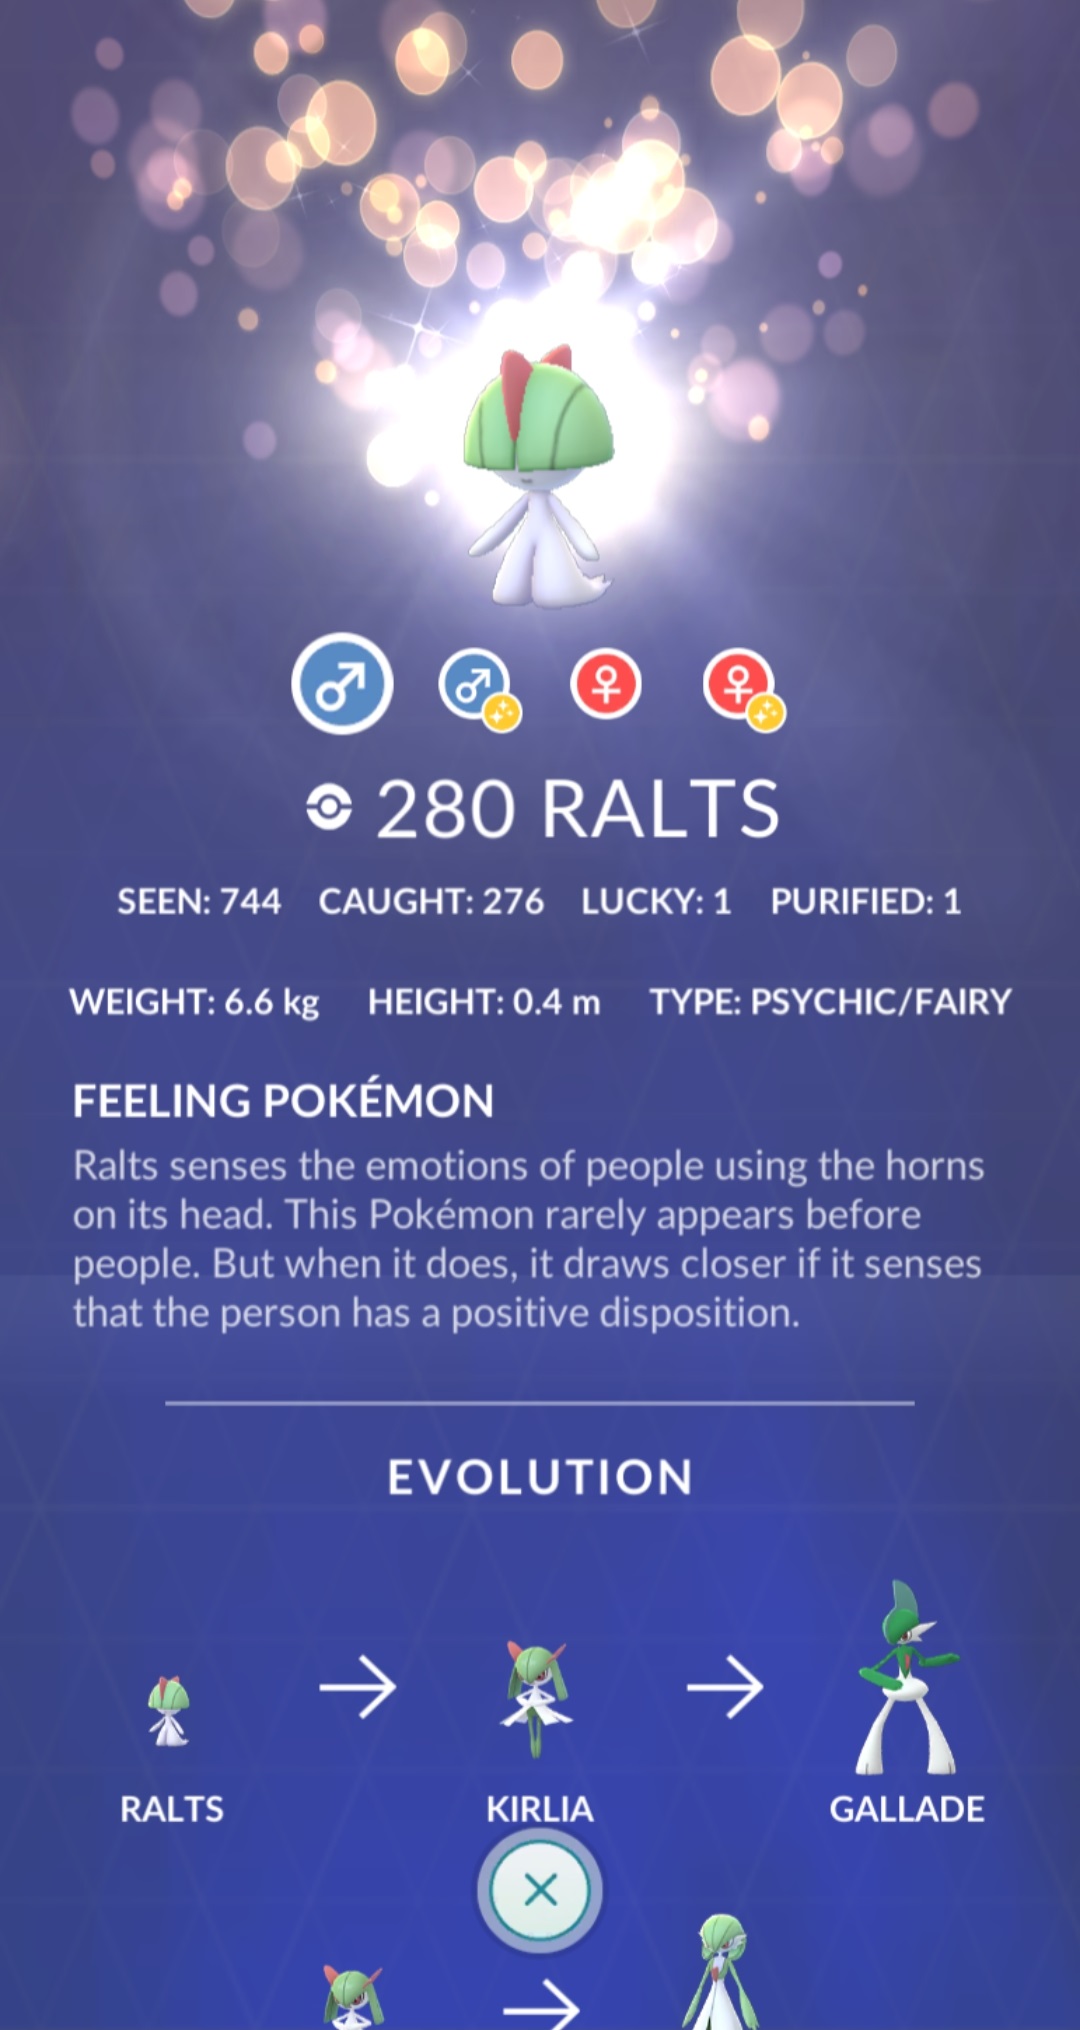 280 RALTS
SEEN: 744 CAUGHT: 276 LUCKY: 1 PURIFIED: 1
WEIGHT: 6.6 kg HEIGHT: 0.4 m TYPE: PSYCHIC/FAIRY
FEELING POKÉMON
Ralts senses the emotions of people using the horns
on its head. This Pokémon rarely appears before
people. But when it does, it draws closer if it senses
that the person has a positive disposition.
EVOLUTION
RALTS KIRLIA GALLADE